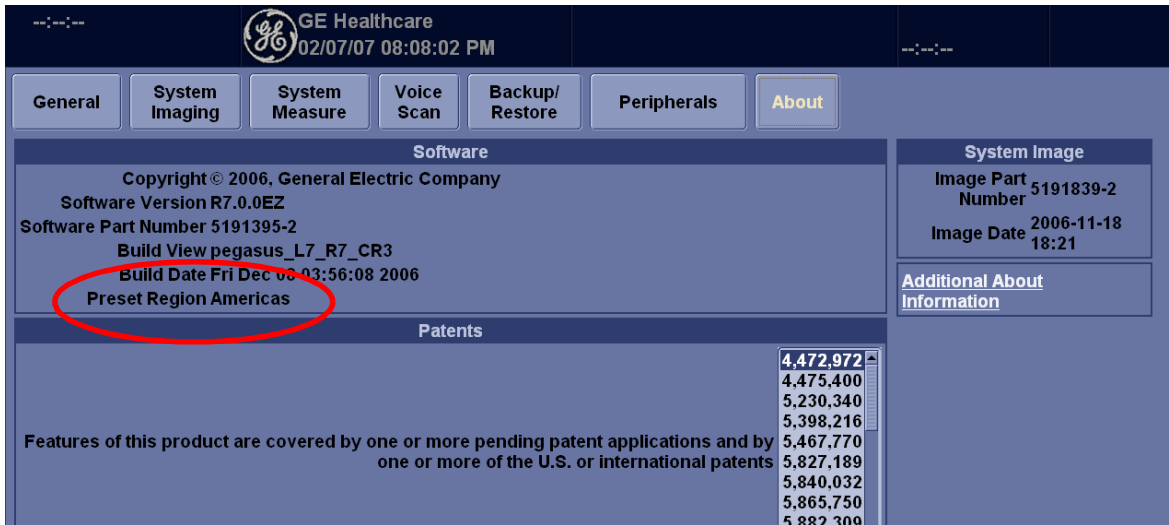 --:--:--
GE Healthcare
02/07/07 08:08:02 PM
--:--:--
General
System
Imaging
System
Measure
Voice
Scan
Backup/
Restore
Peripherals
About
Software
Copyright © 2006, General Electric Company
Software Version R7.0.0EZ
Software Part Number 5191395-2
Build View pegasus_L7_R7_CR3
Build Date Fri Dec 08 03:56:08 2006
Preset Region Americas
System Image
Image Part
Number
5191839-2
Image Date
2006-11-18
18:21
Additional About
Information
Patents
Features of this product are covered by one or more pending patent applications and by
one or more of the U.S. or international patents
4,472,972
4,475,400
5,230,340
5,398,216
5,467,770
5,827,189
5,840,032
5,865,750
5,882,309